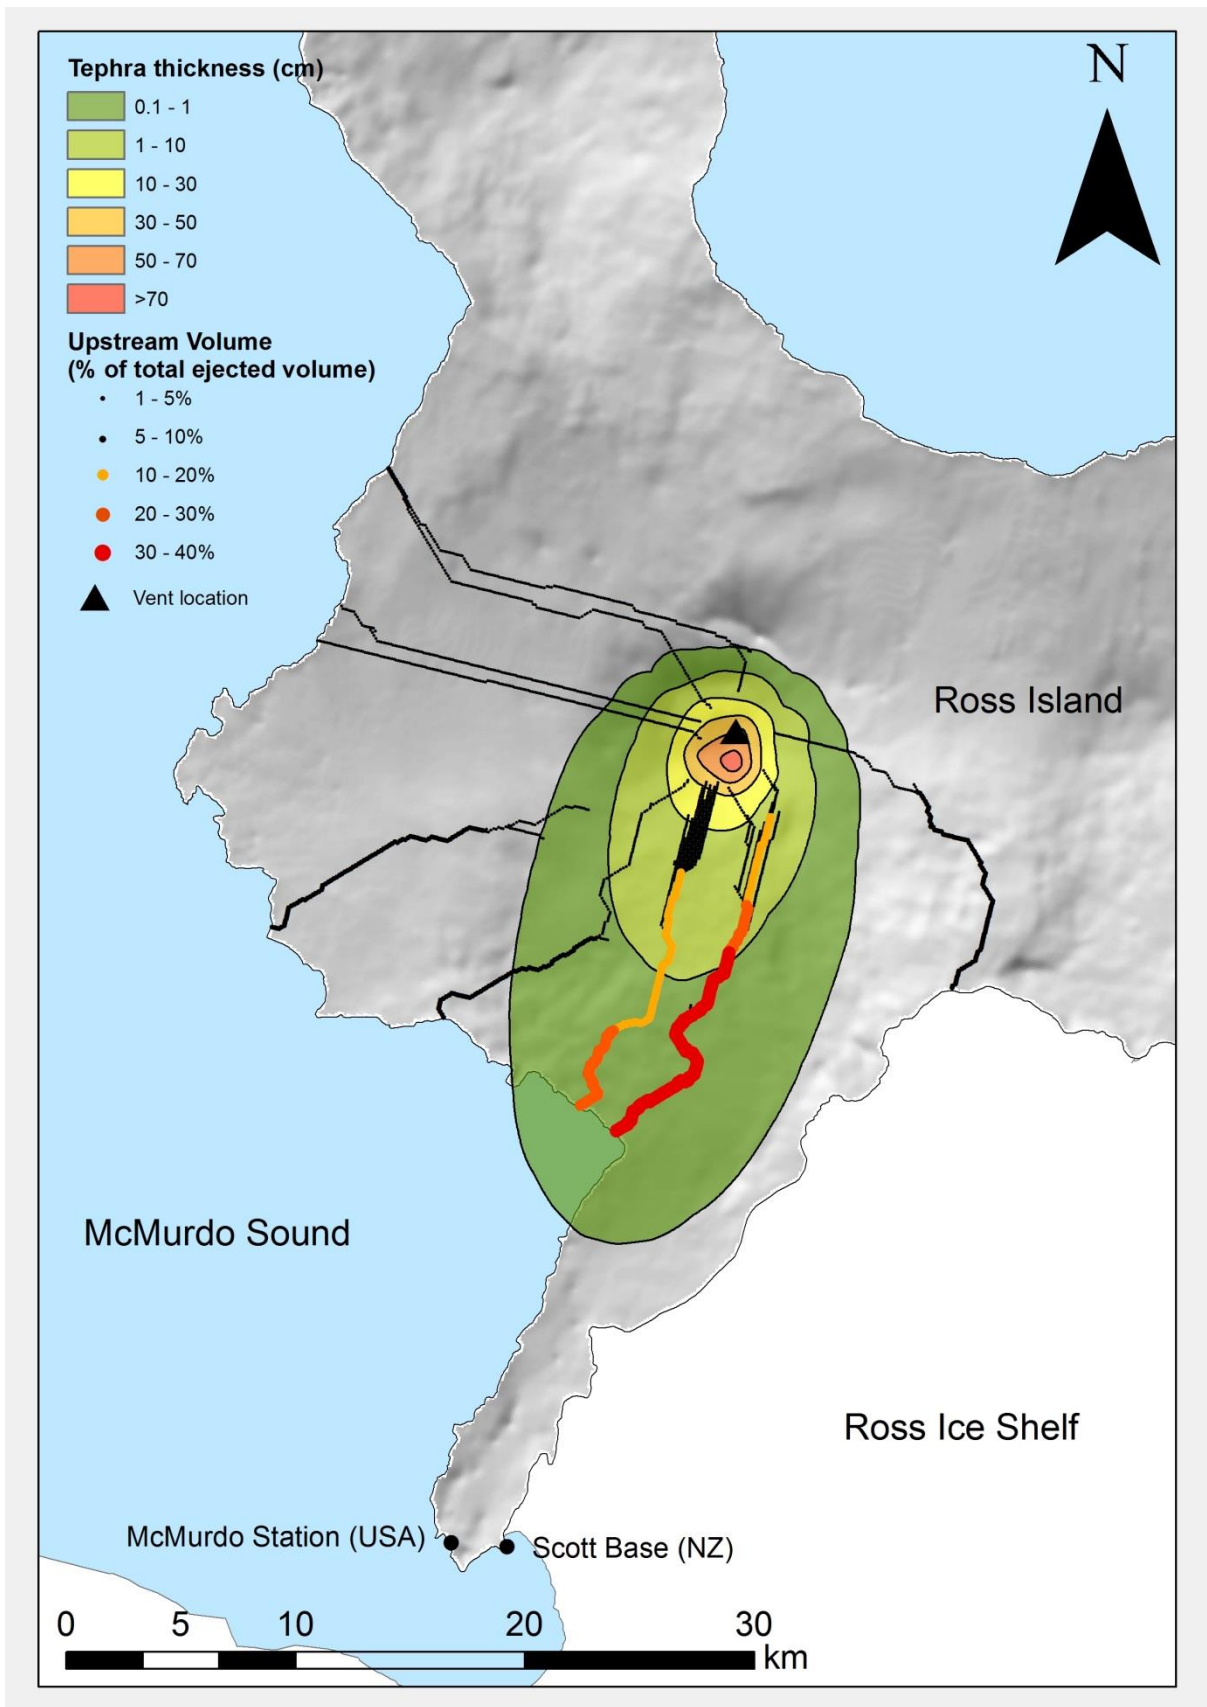 Tephra thickness (cm)
0.1 - 1
1 - 10
10 - 30
30 - 50
50 - 70
>70
Upstream Volume
(% of total ejected volume)
1 - 5%
5 - 10%
10 - 20%
20 - 30%
30 - 40%
Vent location
N
Ross Island
McMurdo Sound
Ross Ice Shelf
McMurdo Station (USA)
Scott Base (NZ)
0 5 10 20 30
km